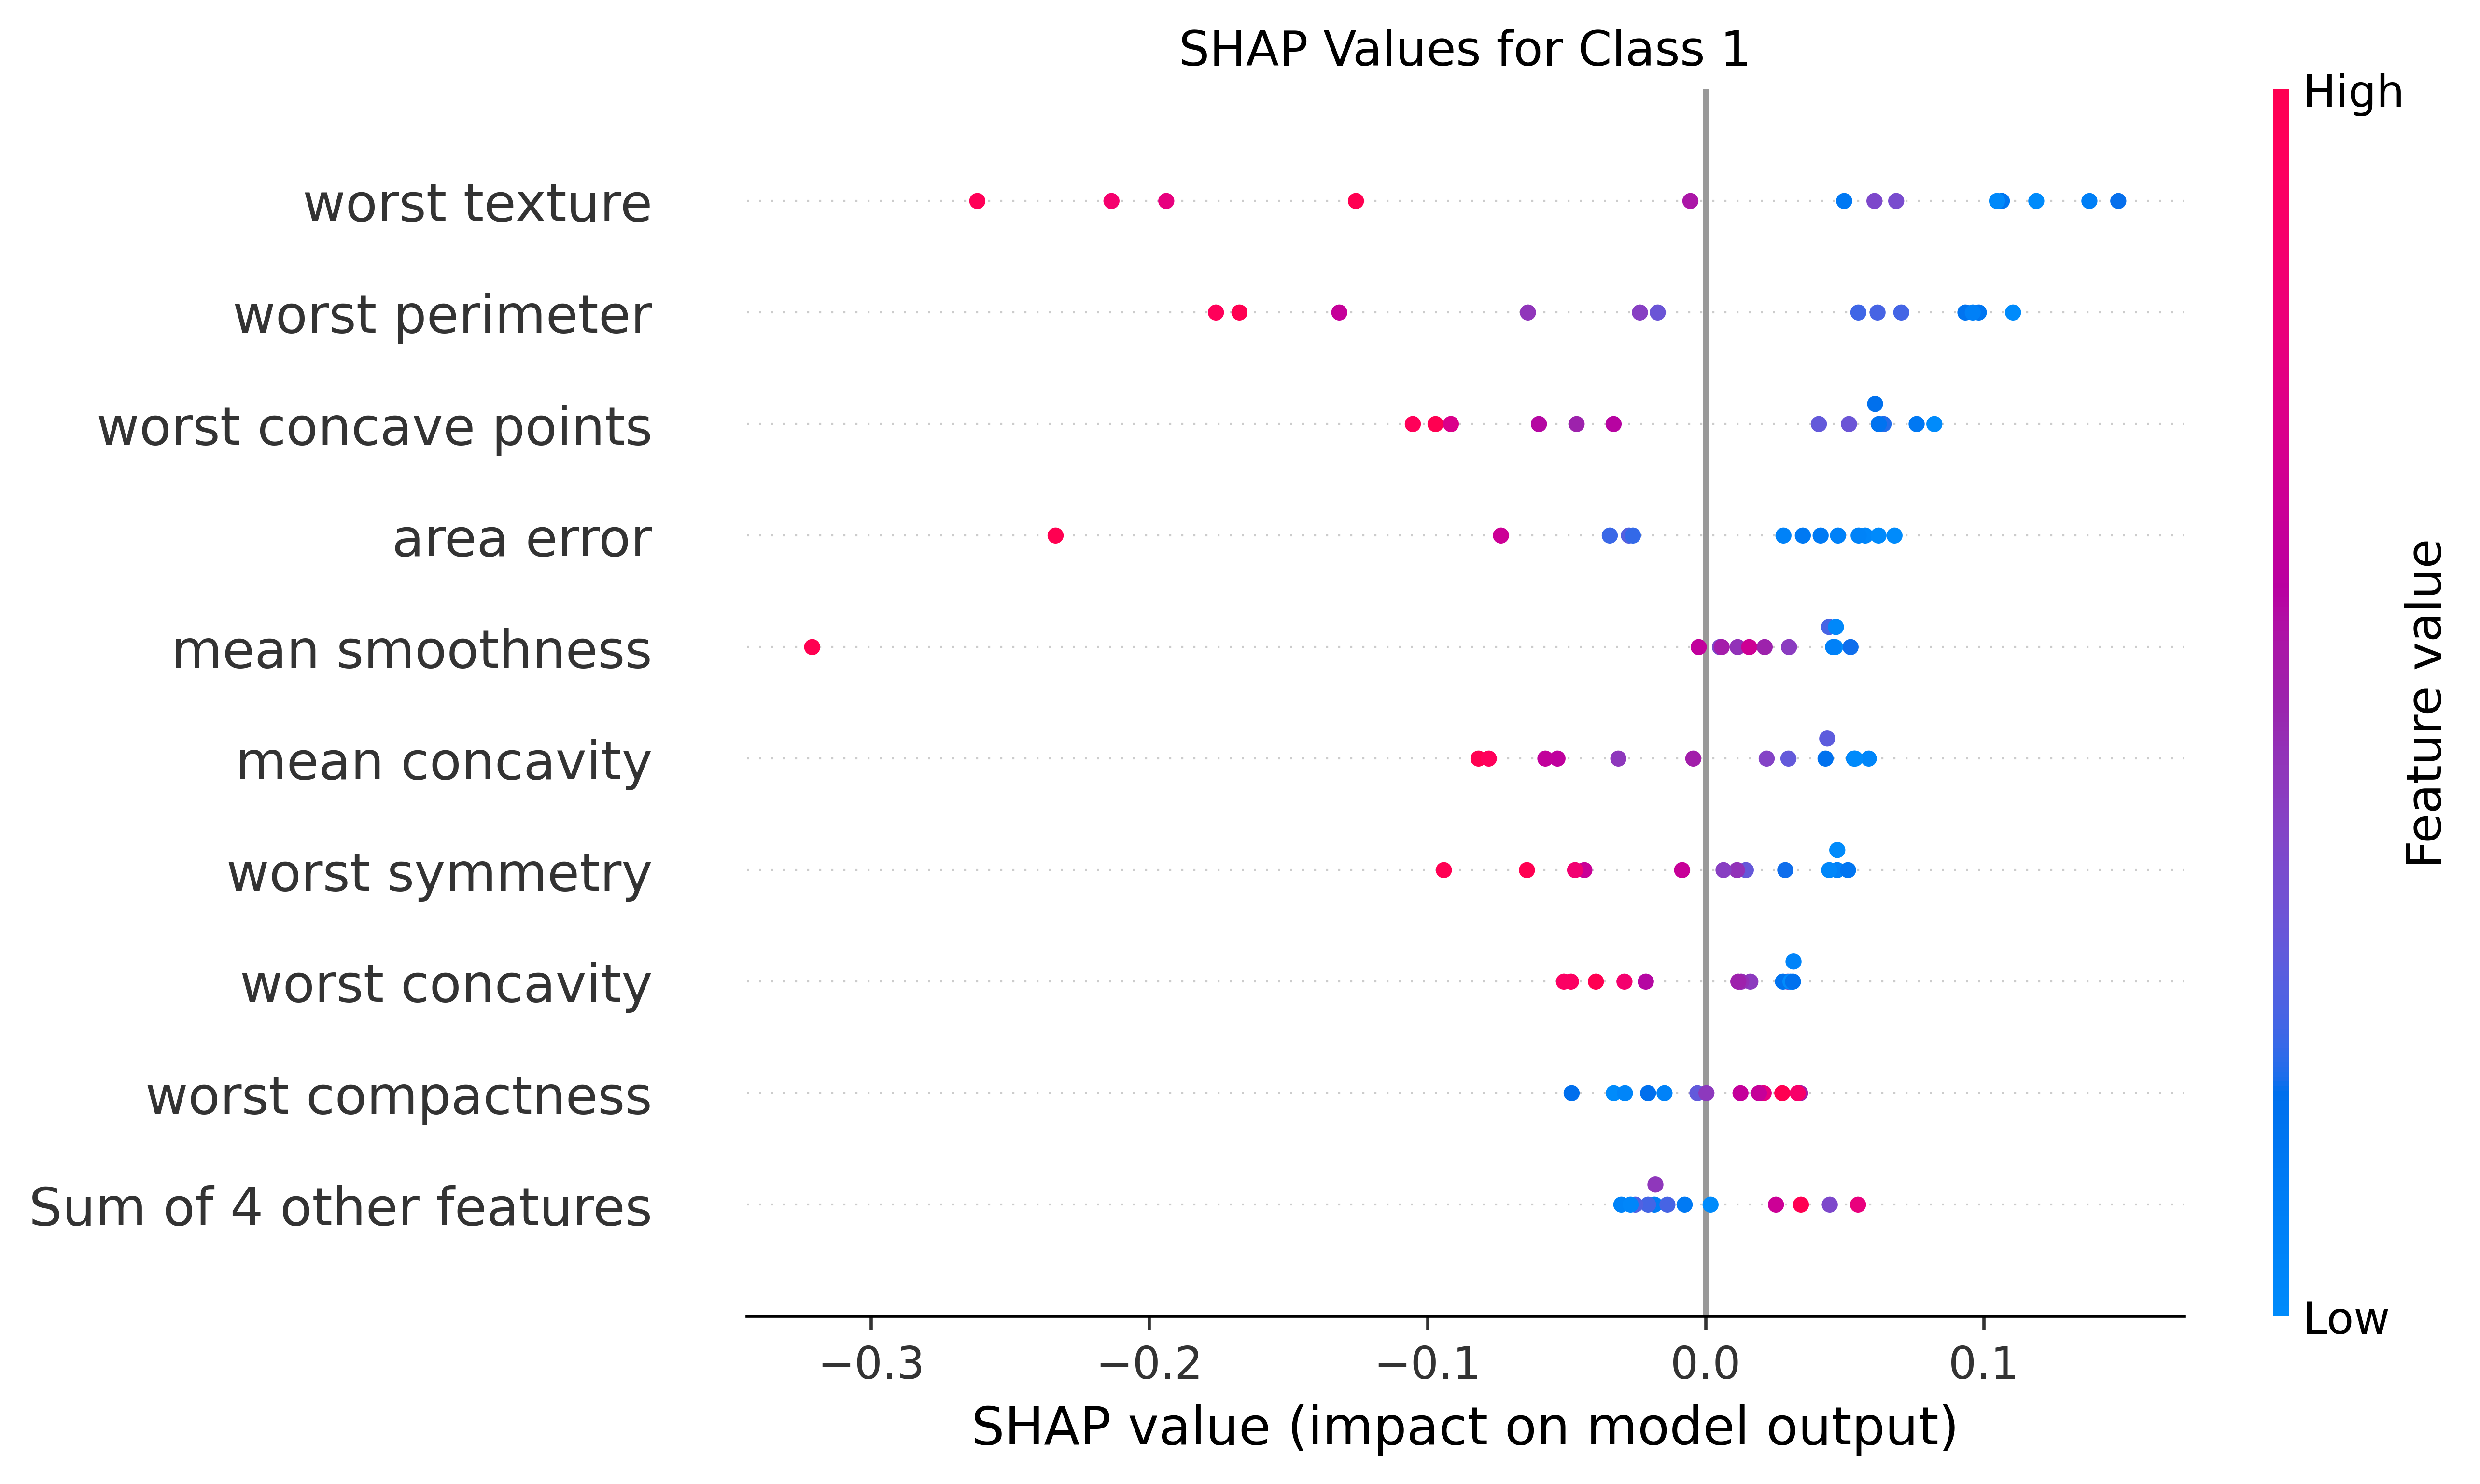 SHAP Values for Class 1
High
worst texture
worst perimeter
worst concave points
area error
mean smoothness
mean concavity
worst symmetry
worst concavity
worst compactness
Sum of 4 other features
Feature value
Low
−0.3 −0.2 −0.1 0.0 0.1
SHAP value (impact on model output)